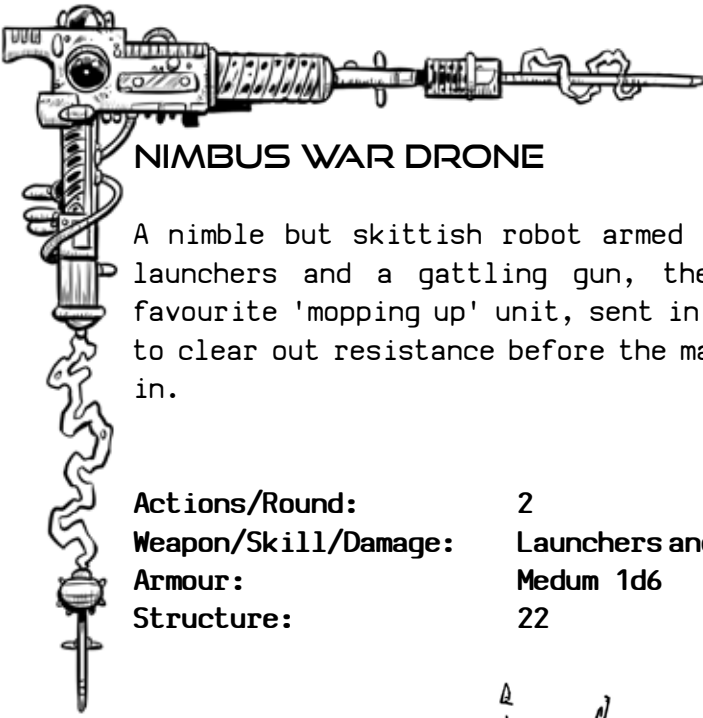 NIMBUS WAR DRONE
A nimble but skittish robot armed
launchers and a gattling gun, the
favourite 'mopping up' unit, sent in
to clear out resistance before the ma
in.
Actions/Round: 2
Weapon/Skill/Damage: Launchers and
Armour: Medum 1d6
Structure: 22